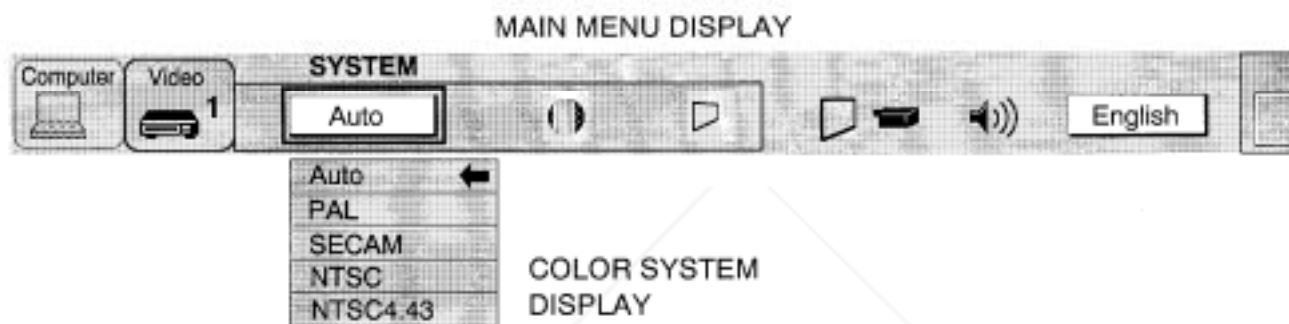 MAIN MENU DISPLAY
SYSTEM
Computer
Video
1
Auto
English
Auto
PAL
SECAM
NTSC
NTSC4.43
COLOR SYSTEM
DISPLAY